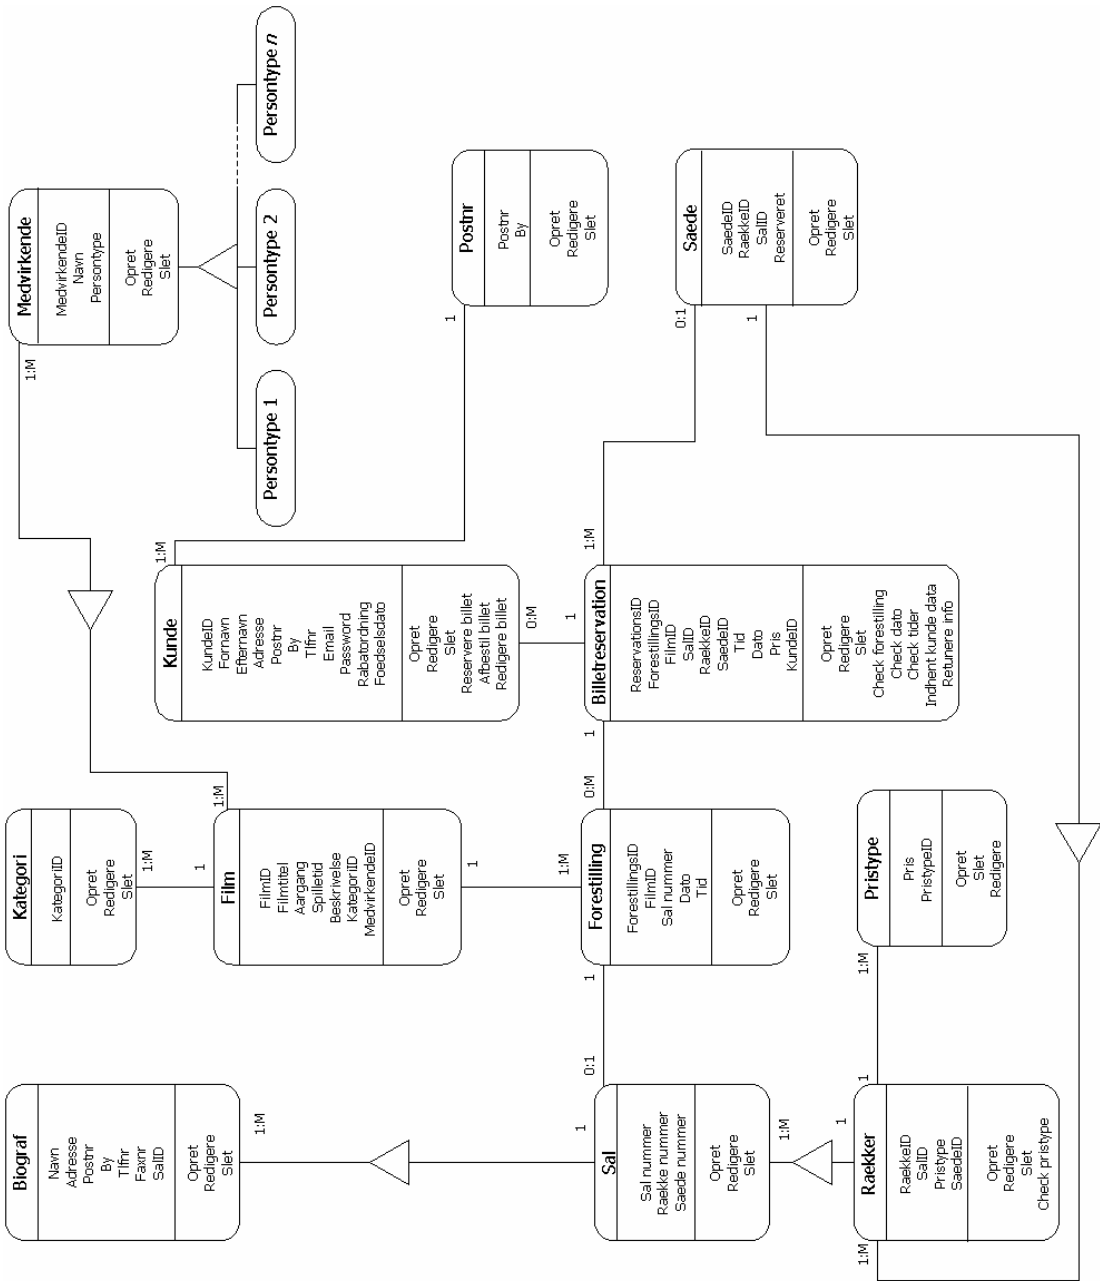 Biograf
Navn
Adresse
Postnr
By
Tlfnr
Faxnr
SalID
Opret
Redigere
Slet
1:M
1
Sal
Sal nummer
Raekke nummer
Saede nummer
Opret
Redigere
Slet
1:M
1
Raekker
RaekkeID
SalID
Pristype
SaedeID
Opret
Redigere
Slet
Check pristype
1:M
1
0:1
1
Kategori
KategoriID
Opret
Redigere
Slet
1:M
1
Film
FilmID
Filmtitel
Aargang
Spilletid
Beskrivelse
KategoriID
MedvirkendeID
Opret
Redigere
Slet
1:M
1
1:M
Forestilling
ForestillingsID
FilmID
Sal nummer
Dato
Tid
Opret
Redigere
Slet
0:M
1
Pristype
Pris
PristypeID
Opret
Slet
Redigere
1:M
Kunde
KundeID
Fornavn
Efternavn
Adresse
Postnr
By
Tlfnr
Email
Password
Rabatordning
Foedselsdato
Opret
Redigere
Slet
Reservere billet
Afbestil billet
Redigere billet
1:M
0:M
1
Billetreservation
ReservationsID
ForestillingsID
FilmID
SalID
RaekkeID
SaedeID
Tid
Dato
Pris
KundeID
Opret
Redigere
Slet
Check forestilling
Check dato
Check tider
Indhent kunde data
Retunere info
1:M
Medvirkende
MedvirkendeID
Navn
Persontype
Opret
Redigere
Slet
1:M
Persontype 1
Persontype 2
Persontype n
Postnr
Postnr
By
Opret
Redigere
Slet
1
Saede
SaedeID
RaekkeID
SalID
Reserveret
Opret
Redigere
Slet
0:1
1